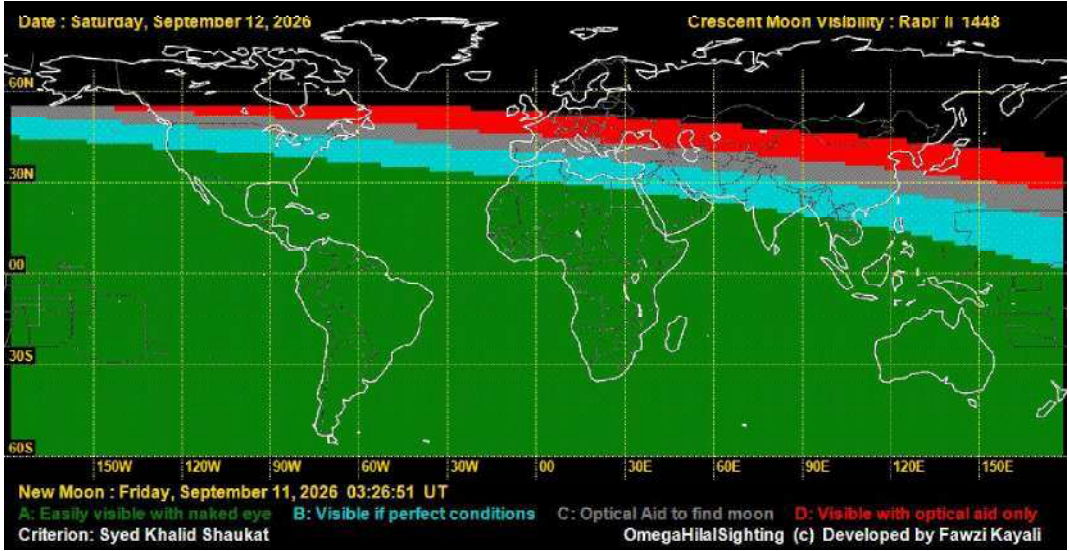 Date : Saturday, September 12, 2026
Crescent Moon Visibility : Rabi' II 1448
60N
30N
00
30S
60S
150W 120W 90W 60W 30W 00 30E 60E 90E 120E 150E
New Moon : Friday, September 11, 2026 03:26:51 UT
A: Easily visible with naked eye B: Visible if perfect conditions C: Optical Aid to find moon D: Visible with optical aid only
Criterion: Syed Khalid Shaukat OmegaHilalSighting (c) Developed by Fawzi Kayali